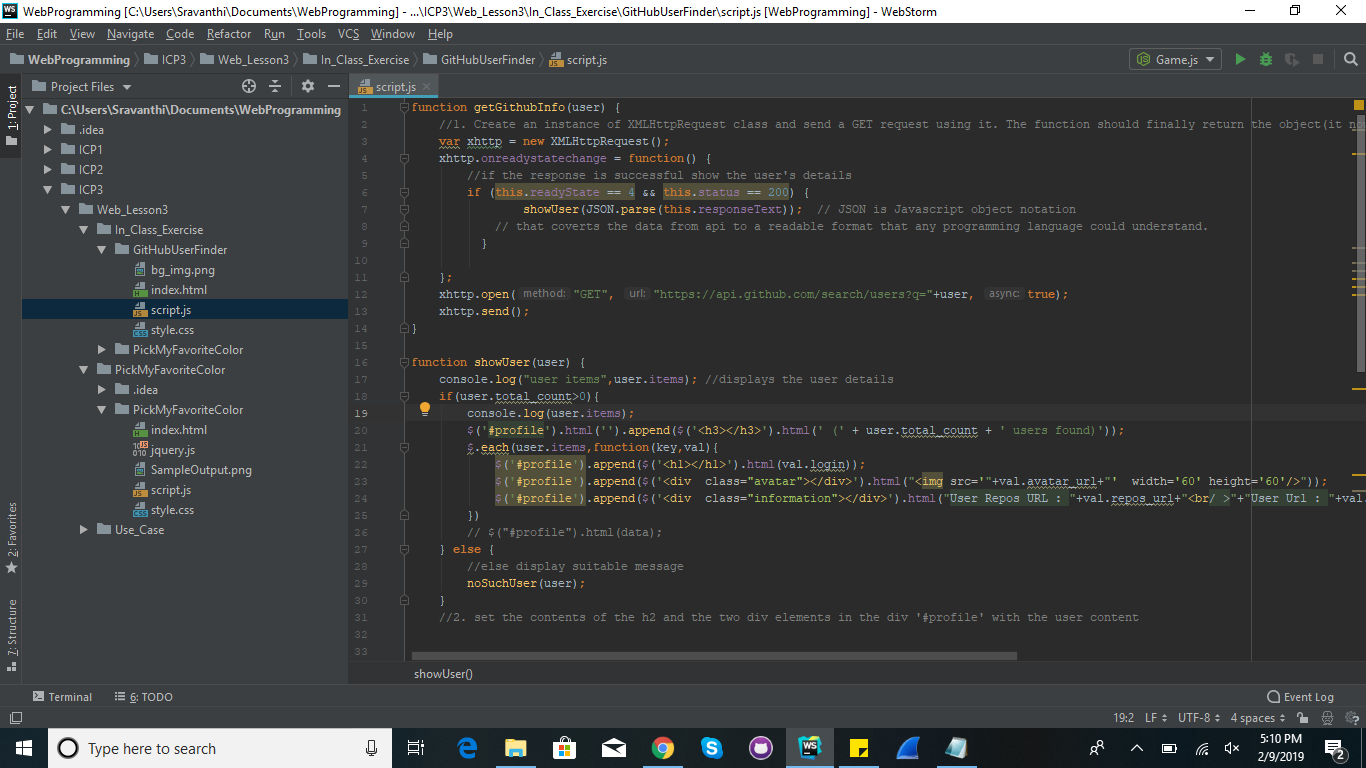 WebProgramming [C:\Users\Sravanthi\Documents\WebProgramming] - ...\ICP3\Web_Lesson3\In_Class_Exercise\GitHubUserFinder\script.js [WebProgramming] - WebStorm
File Edit View Navigate Code Refactor Run Tools VCS Window Help
WebProgramming ICP3 Web_Lesson3 In_Class_Exercise GitHubUserFinder script.js Game.js
1: Project
Project Files
script.js
C:\Users\Sravanthi\Documents\WebProgramming
.idea
ICP1
ICP2
ICP3
Web_Lesson3
In_Class_Exercise
GitHubUserFinder
bg_img.png
index.html
script.js
style.css
PickMyFavoriteColor
PickMyFavoriteColor
.idea
PickMyFavoriteColor
index.html
jquery.js
SampleOutput.png
script.js
style.css
Use_Case
2: Favorites
7: Structure
1 function getGithubInfo(user) {
2 //1. Create an instance of XMLHttpRequest class and send a GET request using it. The function should finally return the object(it no
3 var xhttp = new XMLHttpRequest();
4 xhttp.onreadystatechange = function() {
5 //if the response is successful show the user's details
6 if (this.readyState == 4 && this.status == 200) {
7 showUser(JSON.parse(this.responseText)); // JSON is Javascript object notation
8 // that coverts the data from api to a readable format that any programming language could understand.
9 }
10
11 };
12 xhttp.open( method: "GET", url: "https://api.github.com/search/users?q="+user, async: true);
13 xhttp.send();
14 }
15
16 function showUser(user) {
17 console.log("user items",user.items); //displays the user details
18 if(user.total_count>0){
19 console.log(user.items);
20 $('#profile').html('').append($('<h3></h3>').html(' (' + user.total_count + ' users found)'));
21 $.each(user.items,function(key,val){
22 $('#profile').append($('<h1></h1>').html(val.login));
23 $('#profile').append($('<div class="avatar"></div>').html("<img src='"+val.avatar_url+"' width='60' height='60'/>"));
24 $('#profile').append($('<div class="information"></div>').html("User Repos URL : "+val.repos_url+"<br/ >"+"User Url : "+val.
25 })
26 // $("#profile").html(data);
27 } else {
28 //else display suitable message
29 noSuchUser(user);
30 }
31 //2. set the contents of the h2 and the two div elements in the div '#profile' with the user content
32
33
showUser()
Terminal 6: TODO Event Log
19:2 LF UTF-8 4 spaces
Type here to search
5:10 PM
2/9/2019
2